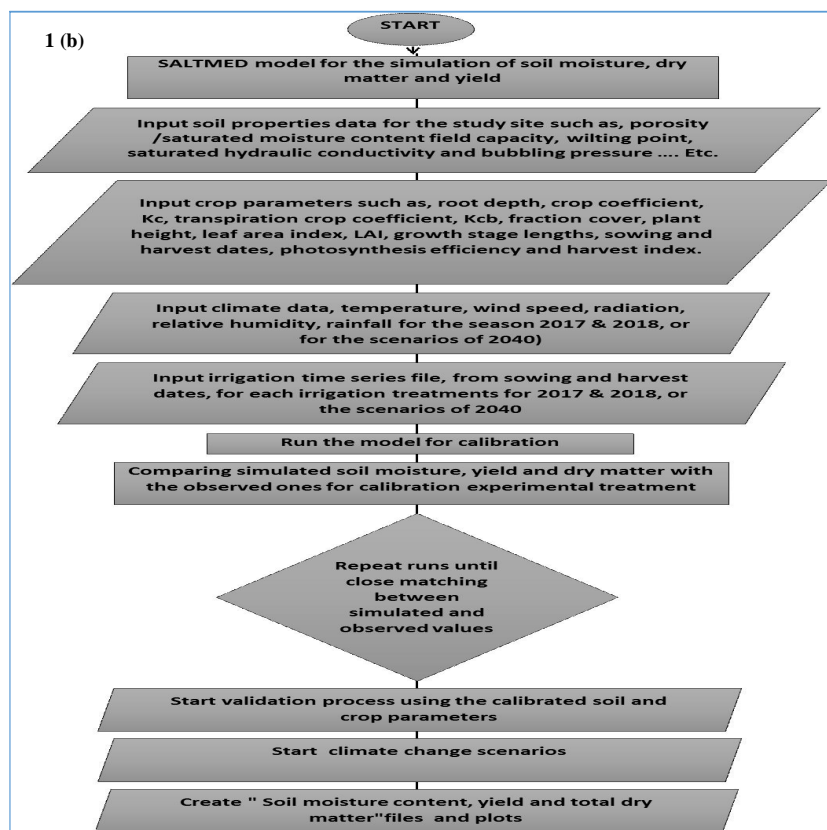 1 (b)
START
SALTMED model for the simulation of soil moisture, dry
matter and yield
Input soil properties data for the study site such as, porosity
/saturated moisture content field capacity, wilting point,
saturated hydraulic conductivity and bubbling pressure .... Etc.
Input crop parameters such as, root depth, crop coefficient,
Kc, transpiration crop coefficient, Kcb, fraction cover, plant
height, leaf area index, LAI, growth stage lengths, sowing and
harvest dates, photosynthesis efficiency and harvest index.
Input climate data, temperature, wind speed, radiation,
relative humidity, rainfall for the season 2017 & 2018, or
for the scenarios of 2040)
Input irrigation time series file, from sowing and harvest
dates, for each irrigation treatments for 2017 & 2018, or
the scenarios of 2040
Run the model for calibration
Comparing simulated soil moisture, yield and dry matter with
the observed ones for calibration experimental treatment
Repeat runs until
close matching
between
simulated and
observed values
Start validation process using the calibrated soil and
crop parameters
Start climate change scenarios
Create " Soil moisture content, yield and total dry
matter"files and plots